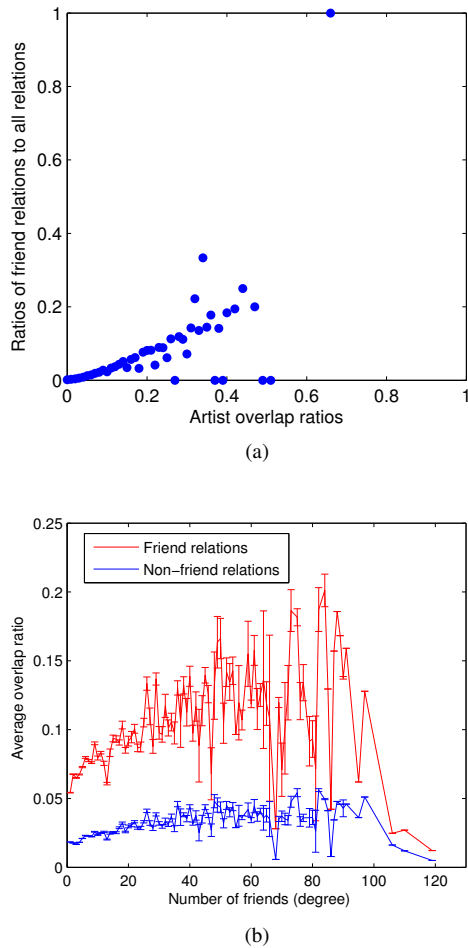 1
0.8
0.6
0.4
0.2
0
0 0.2 0.4 0.6 0.8 1
Ratios of friend relations to all relations
Artist overlap ratios
(a)
0.25
0.2
0.15
0.1
0.05
0
0 20 40 60 80 100 120
Average overlap ratio
Friend relations
Non−friend relations
Number of friends (degree)
(b)